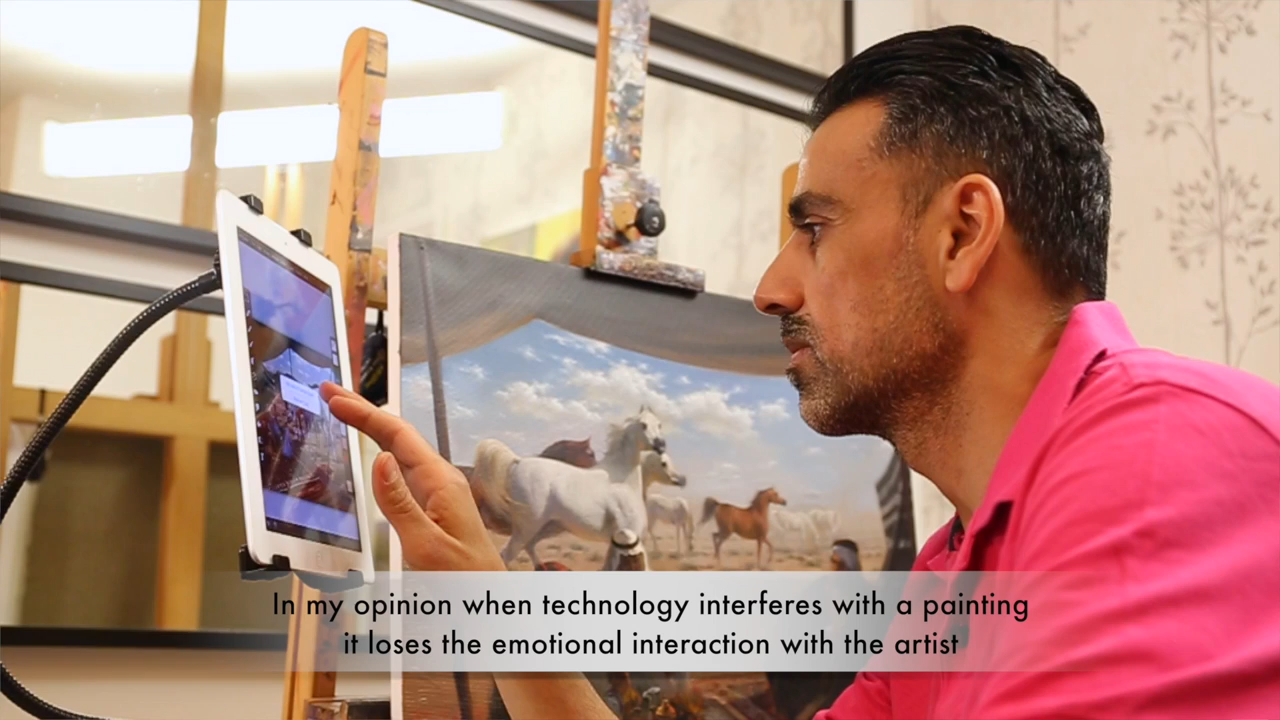 In my opinion when technology interferes with a painting
it loses the emotional interaction with the artist